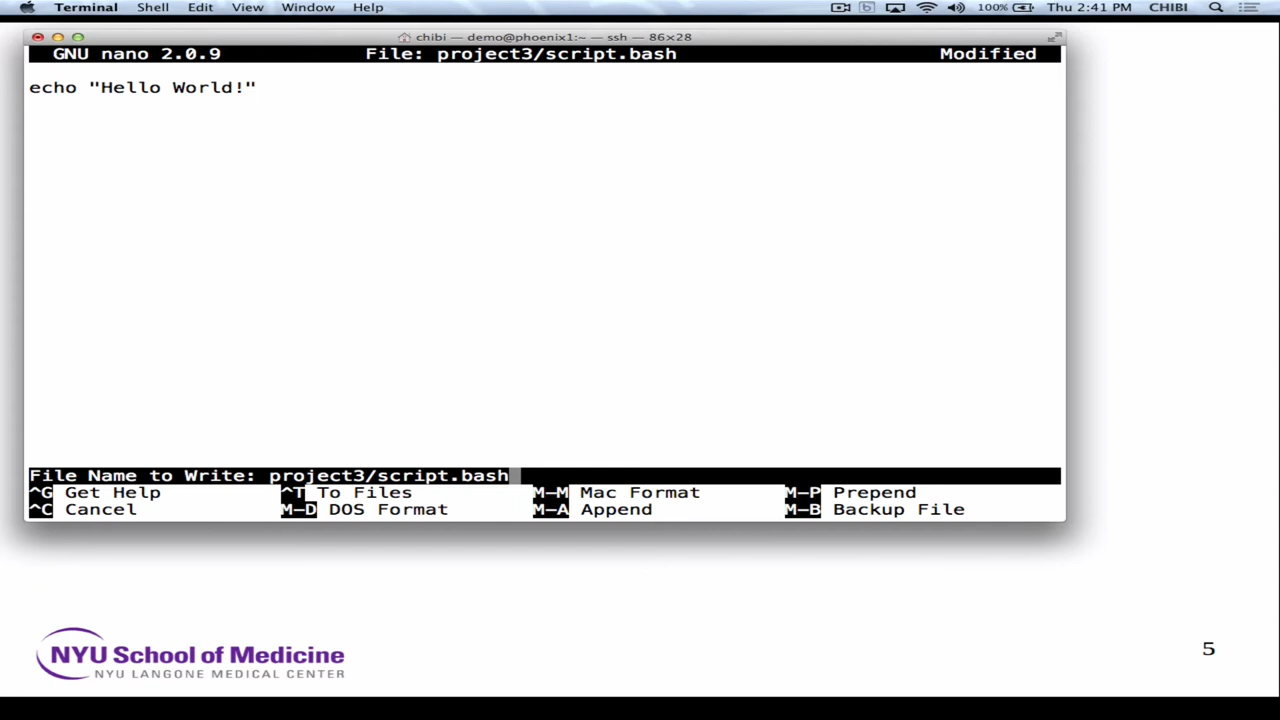 Terminal Shell Edit View Window Help 100% Thu 2:41 PM CHIBI
chibi — demo@phoenix1:~ — ssh — 86×28
GNU nano 2.0.9 File: project3/script.bash Modified
echo "Hello World!"
File Name to Write: project3/script.bash
^G Get Help ^T To Files M-M Mac Format M-P Prepend
^C Cancel M-D DOS Format M-A Append M-B Backup File
NYU School of Medicine
NYU LANGONE MEDICAL CENTER
5